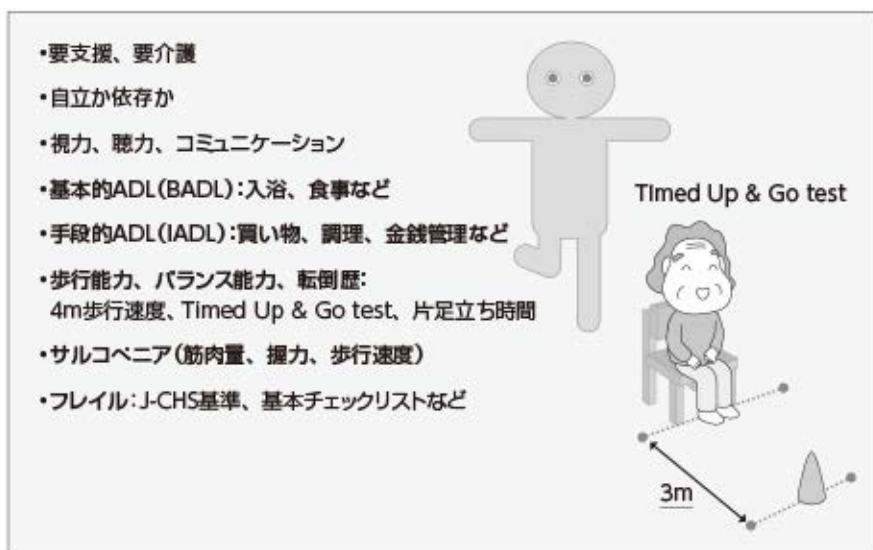 •要支援、要介護
•自立か依存か
•視力、聴力、コミュニケーション
•基本的ADL(BADL):入浴、食事など
•手段的ADL(IADL):買い物、調理、金銭管理など
•歩行能力、バランス能力、転倒歴:
4m歩行速度、Timed Up & Go test、片足立ち時間
•サルコペニア(筋肉量、握力、歩行速度)
•フレイル:J-CHS基準、基本チェックリストなど
Timed Up & Go test
3m